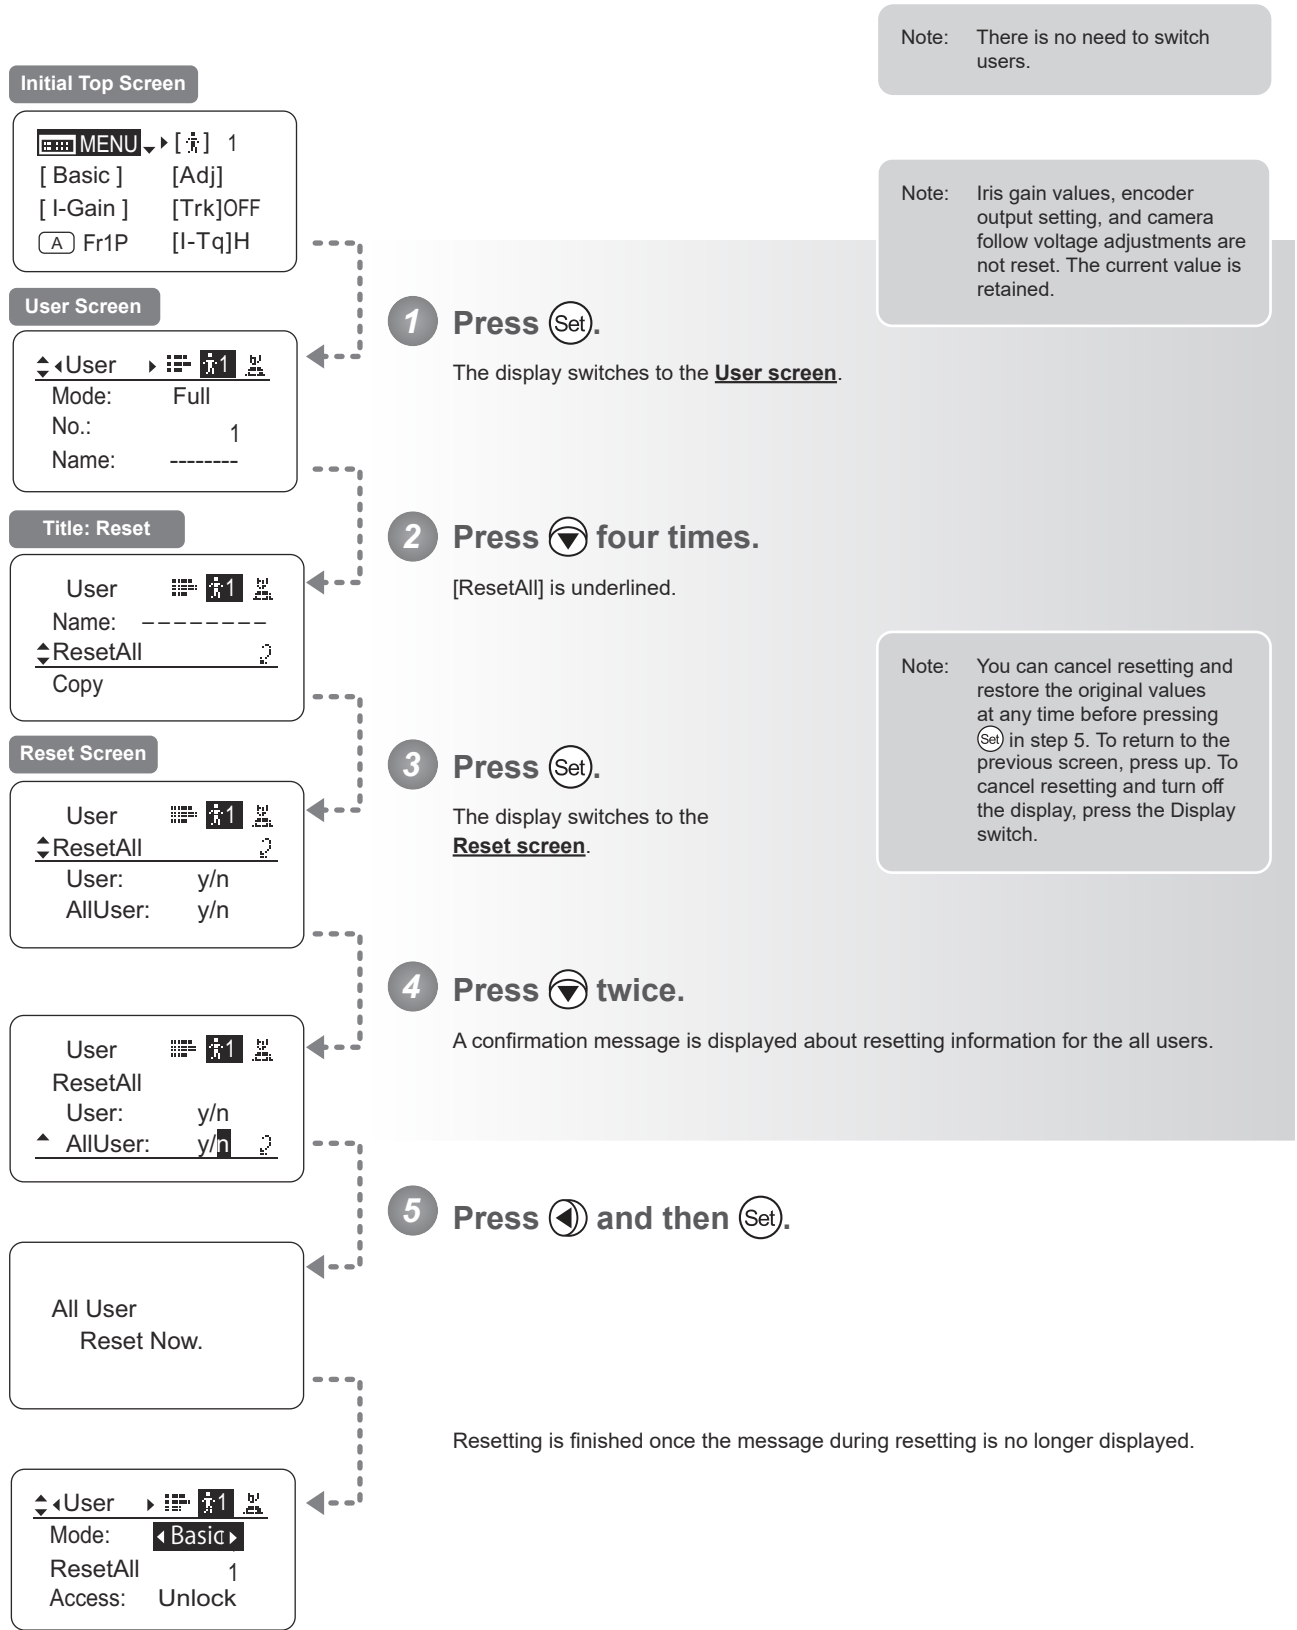 Note: There is no need to switch
users.
Initial Top Screen
MENU [ ] 1
[ Basic ] [Adj]
[ I-Gain ] [Trk]OFF
A Fr1P [I-Tq]H
Note: Iris gain values, encoder
output setting, and camera
follow voltage adjustments are
not reset. The current value is
retained.
User Screen
User 1
Mode: Full
No.: 1
Name: --------
1 Press Set.
The display switches to the User screen.
Title: Reset
User 1
Name: --------
ResetAll
Copy
2 Press four times.
[ResetAll] is underlined.
Note: You can cancel resetting and
restore the original values
at any time before pressing
Set in step 5. To return to the
previous screen, press up. To
cancel resetting and turn off
the display, press the Display
switch.
Reset Screen
User 1
ResetAll
User: y/n
AllUser: y/n
3 Press Set.
The display switches to the
Reset screen.
4 Press twice.
A confirmation message is displayed about resetting information for the all users.
User 1
ResetAll
User: y/n
AllUser: y/n
5 Press and then Set.
All User
Reset Now.
Resetting is finished once the message during resetting is no longer displayed.
User 1
Mode: Basic
ResetAll 1
Access: Unlock